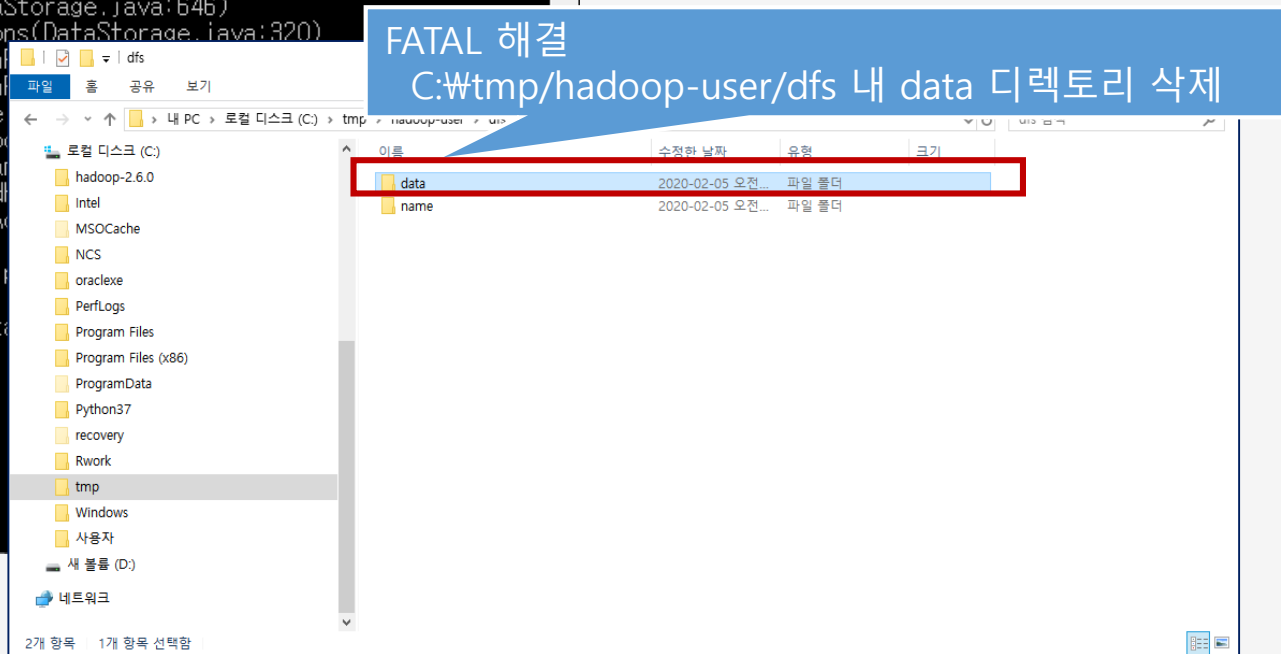 aStorage.java:646)
ons(DataStorage.java:320)
FATAL 해결
C:₩tmp/hadoop-user/dfs 내 data 디렉토리 삭제
dfs
파일 홈 공유 보기
> 내 PC > 로컬 디스크 (C:) > tmp > hadoop-user > dfs
dfs 검색
로컬 디스크 (C:)
hadoop-2.6.0
Intel
MSOCache
NCS
oraclexe
PerfLogs
Program Files
Program Files (x86)
ProgramData
Python37
recovery
Rwork
tmp
Windows
사용자
새 볼륨 (D:)
네트워크
이름 수정한 날짜 유형 크기
data 2020-02-05 오전... 파일 폴더
name 2020-02-05 오전... 파일 폴더
2개 항목 1개 항목 선택함